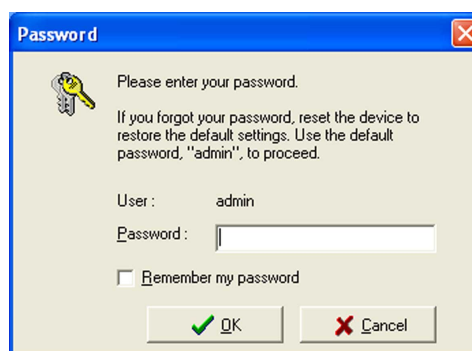 Password
Please enter your password.
If you forgot your password, reset the device to
restore the default settings. Use the default
password, "admin", to proceed.
User : admin
Password :
Remember my password
OK Cancel